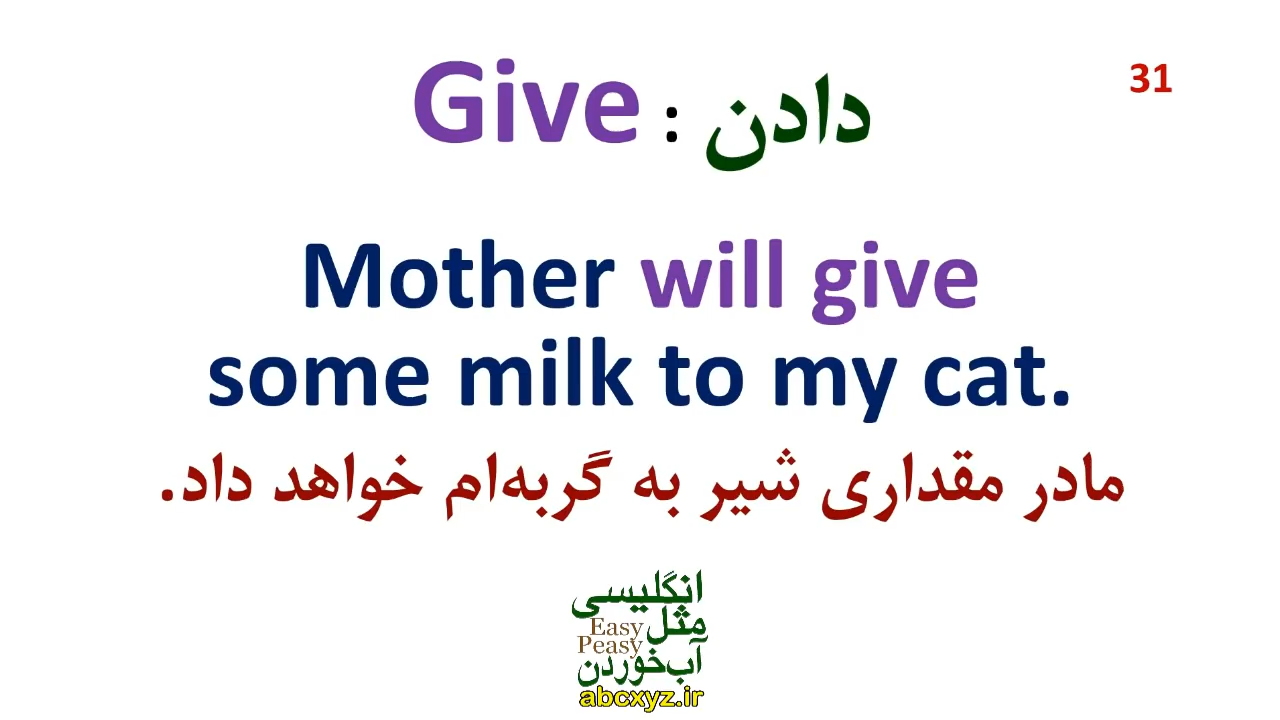 31
Give : دادن
Mother will give
some milk to my cat.
مادر مقداری شیر به گربه‌ام خواهد داد.
انگلیسی
مثل Easy
Peasy
آب‌خوردن
abcxyz.ir